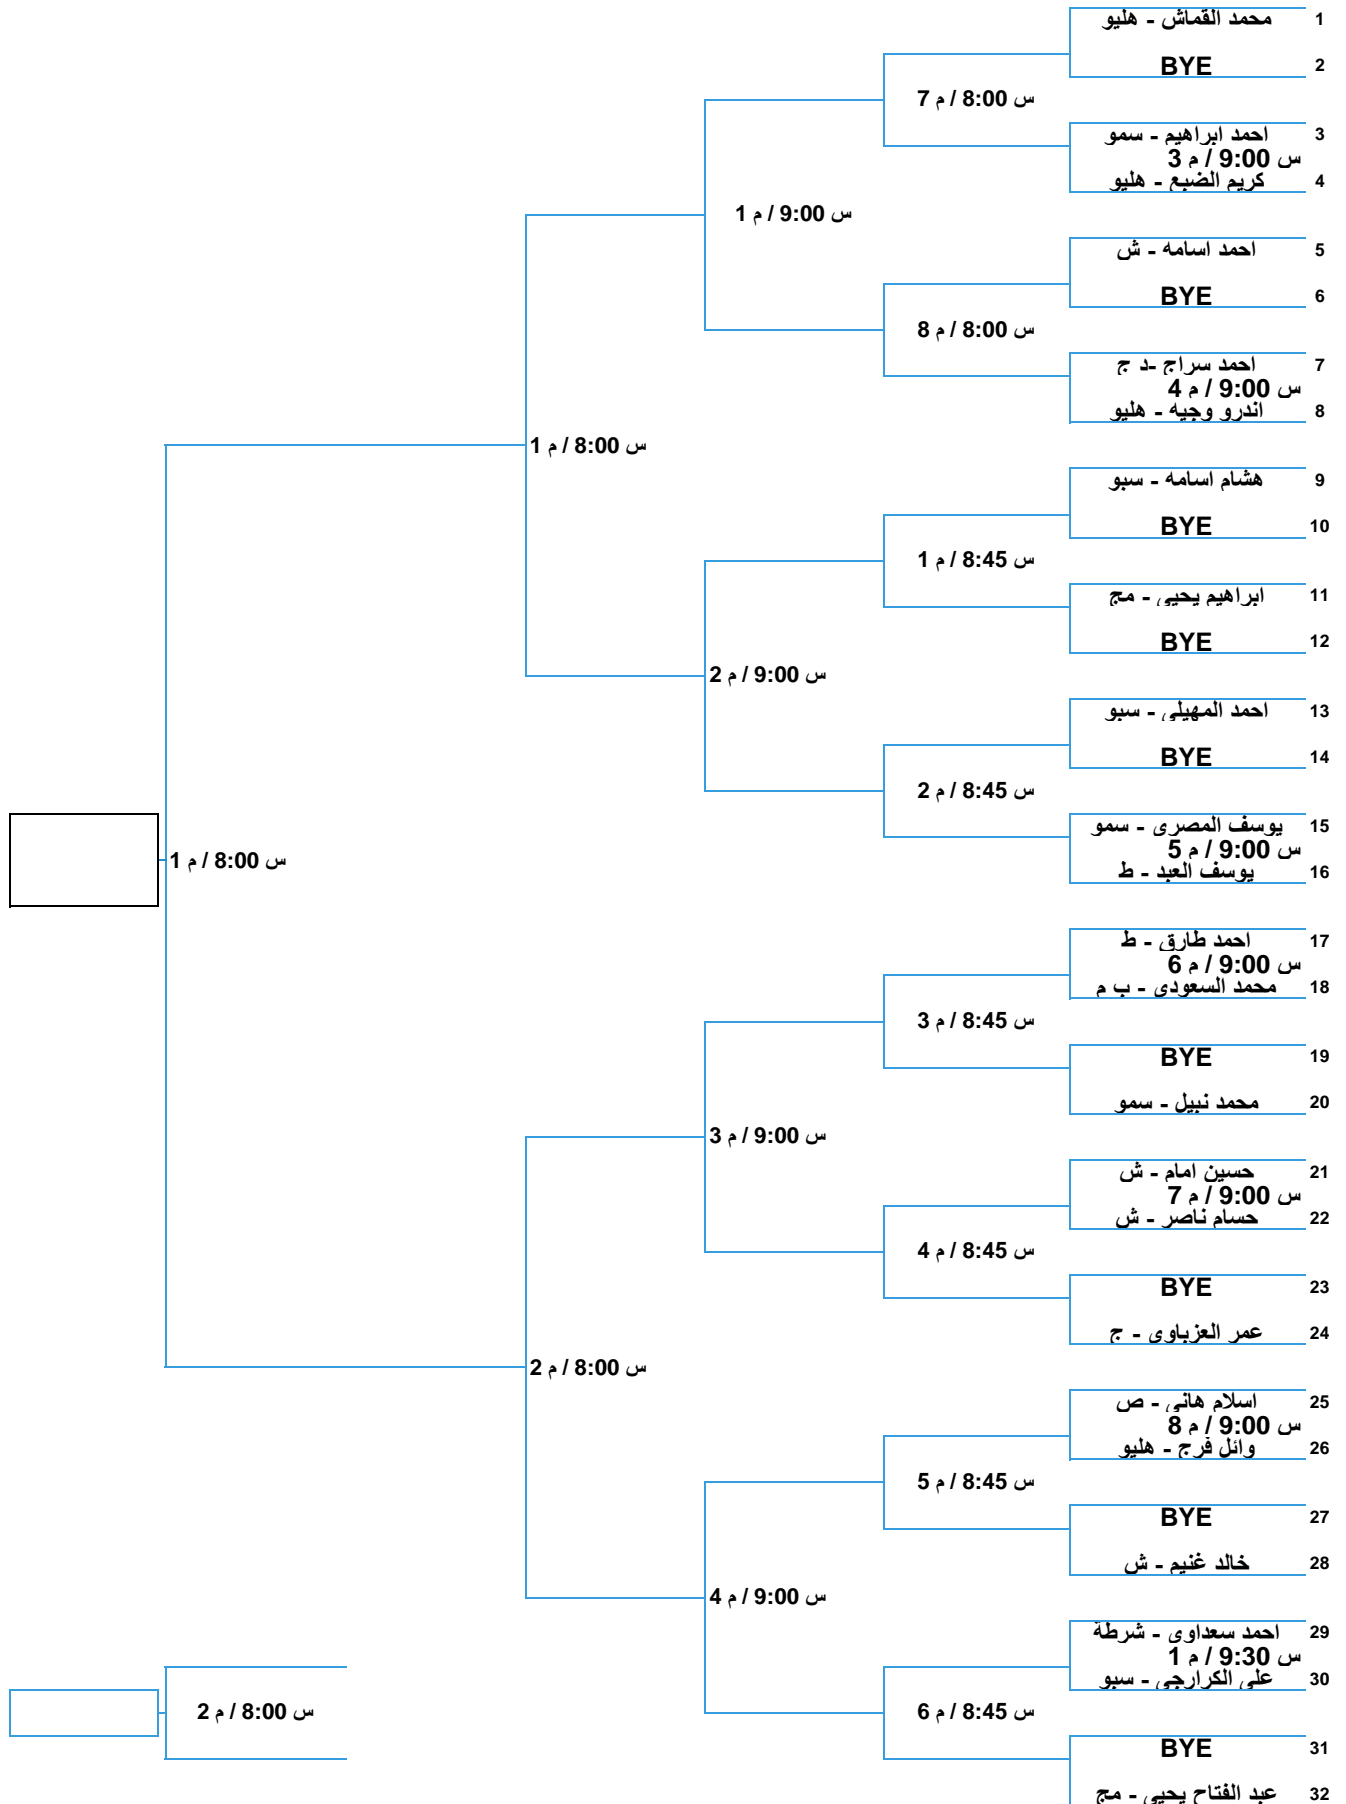 محمد القماش - هليو 1
BYE 2
س 8:00 / م 7
احمد ابراهيم - سمو 3
س 9:00 / م 3
كريم الضبع - هليو 4
س 9:00 / م 1
احمد اسامه - ش 5
BYE 6
س 8:00 / م 8
احمد سراج -د ج 7
س 9:00 / م 4
اندرو وجيه - هليو 8
س 8:00 / م 1
هشام اسامه - سبو 9
BYE 10
س 8:45 / م 1
ابراهيم يحيى - مج 11
BYE 12
س 9:00 / م 2
احمد المهيلى - سبو 13
BYE 14
س 8:45 / م 2
يوسف المصرى - سمو 15
س 9:00 / م 5
يوسف العبد - ط 16
س 8:00 / م 1
احمد طارق - ط 17
س 9:00 / م 6
محمد السعودى - ب م 18
س 8:45 / م 3
BYE 19
محمد نبيل - سمو 20
س 9:00 / م 3
حسين امام - ش 21
س 9:00 / م 7
حسام ناصر - ش 22
س 8:45 / م 4
BYE 23
عمر العزباوى - ج 24
س 8:00 / م 2
اسلام هانى - ص 25
س 9:00 / م 8
وائل فرج - هليو 26
س 8:45 / م 5
BYE 27
خالد غنيم - ش 28
س 9:00 / م 4
احمد سعداوى - شرطة 29
س 9:30 / م 1
على الكرارجى - سبو 30
س 8:45 / م 6
BYE 31
عبد الفتاح يحيى - مج 32
س 8:00 / م 2